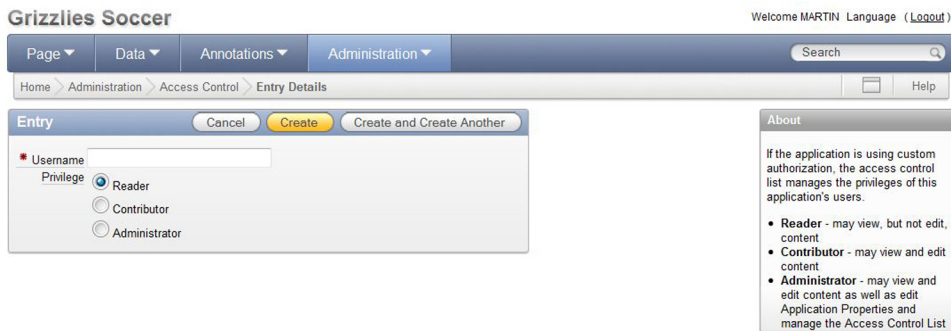 Grizzlies Soccer
Welcome MARTIN Language ( Logout )
Page Data Annotations Administration
Search
Home Administration Access Control Entry Details
Help
Entry Cancel Create Create and Create Another
* Username
Privilege Reader
Contributor
Administrator
About
If the application is using custom
authorization, the access control
list manages the privileges of this
application's users.
• Reader - may view, but not edit,
content
• Contributor - may view and edit
content
• Administrator - may view and
edit content as well as edit
Application Properties and
manage the Access Control List